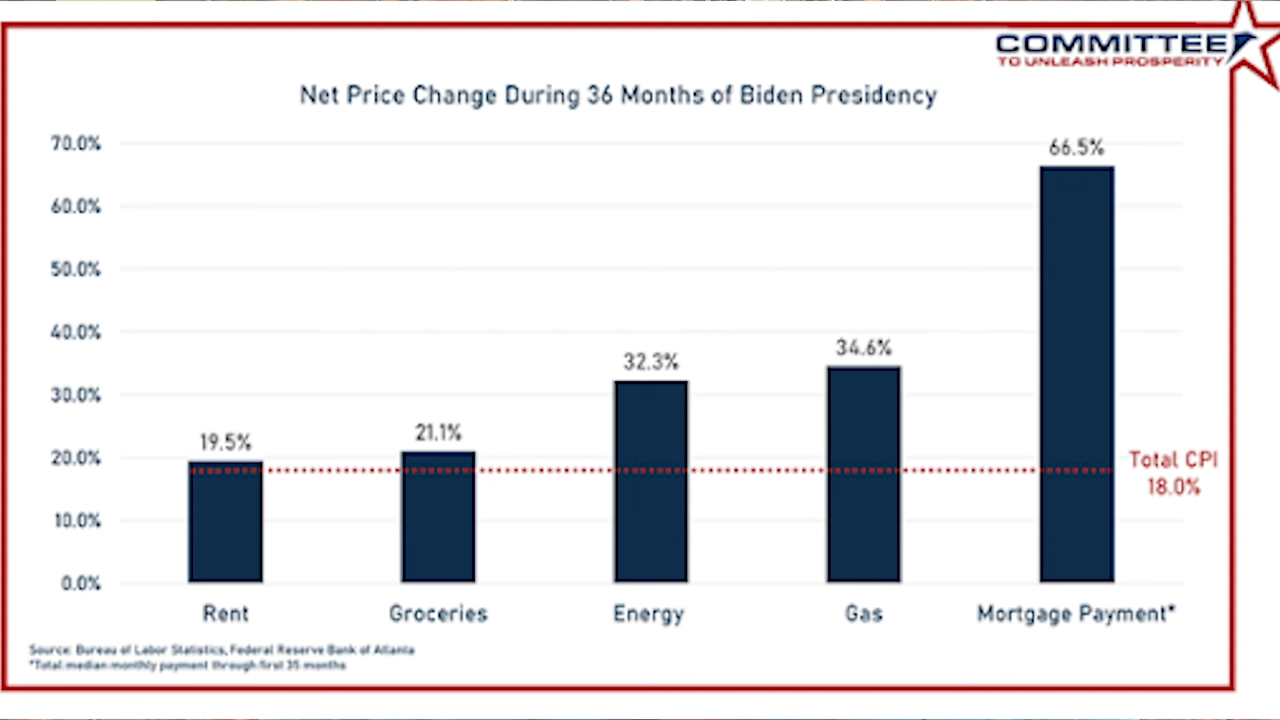 COMMITTEE
TO UNLEASH PROSPERITY
Net Price Change During 36 Months of Biden Presidency
70.0%
60.0%
50.0%
40.0%
30.0%
20.0%
10.0%
0.0%
19.5%
21.1%
32.3%
34.6%
66.5%
Total CPI
18.0%
Rent
Groceries
Energy
Gas
Mortgage Payment*
Source: Bureau of Labor Statistics, Federal Reserve Bank of Atlanta
*Total median monthly payment through first 35 months